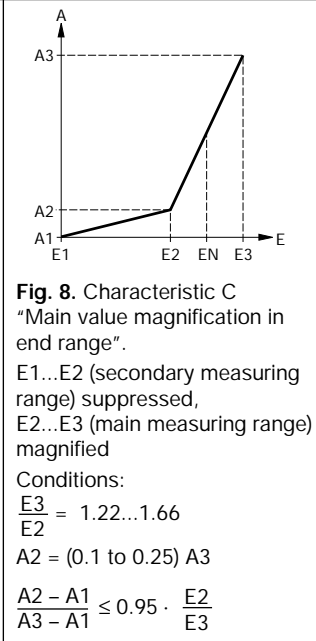 A
A3
A2
A1
E
E1 E2 EN E3
Fig. 8. Characteristic C
"Main value magnification in
end range".
E1...E2 (secondary measuring
range) suppressed,
E2...E3 (main measuring range)
magnified
Conditions:
E3/E2 = 1.22...1.66
A2 = (0.1 to 0.25) A3
A2 – A1/A3 – A1 ≤ 0.95 · E2/E3